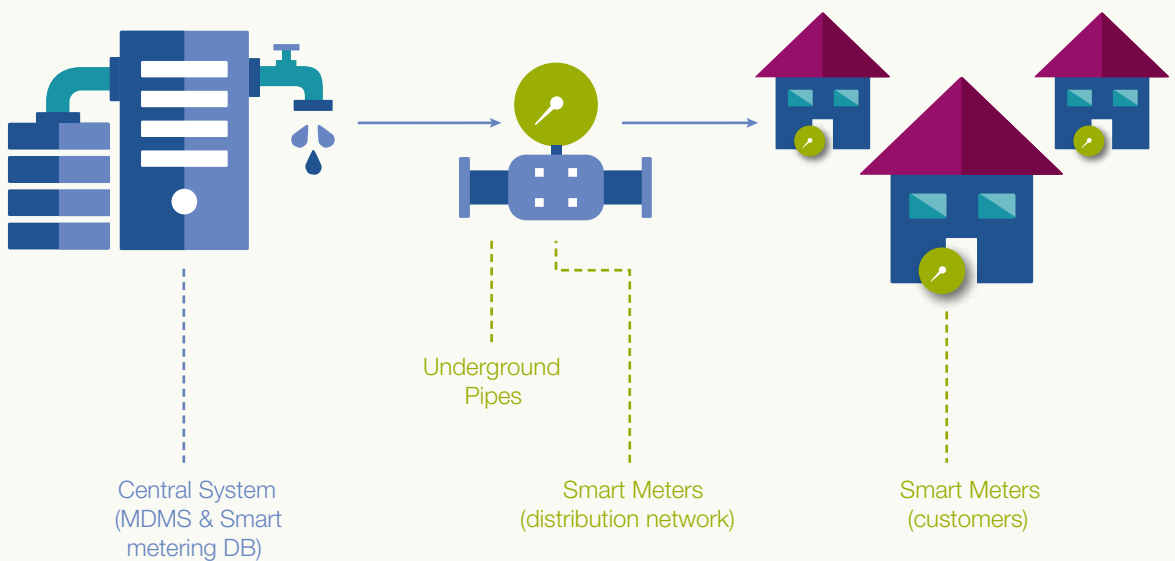 Underground
Pipes
Central System
(MDMS & Smart
metering DB)
Smart Meters
(distribution network)
Smart Meters
(customers)